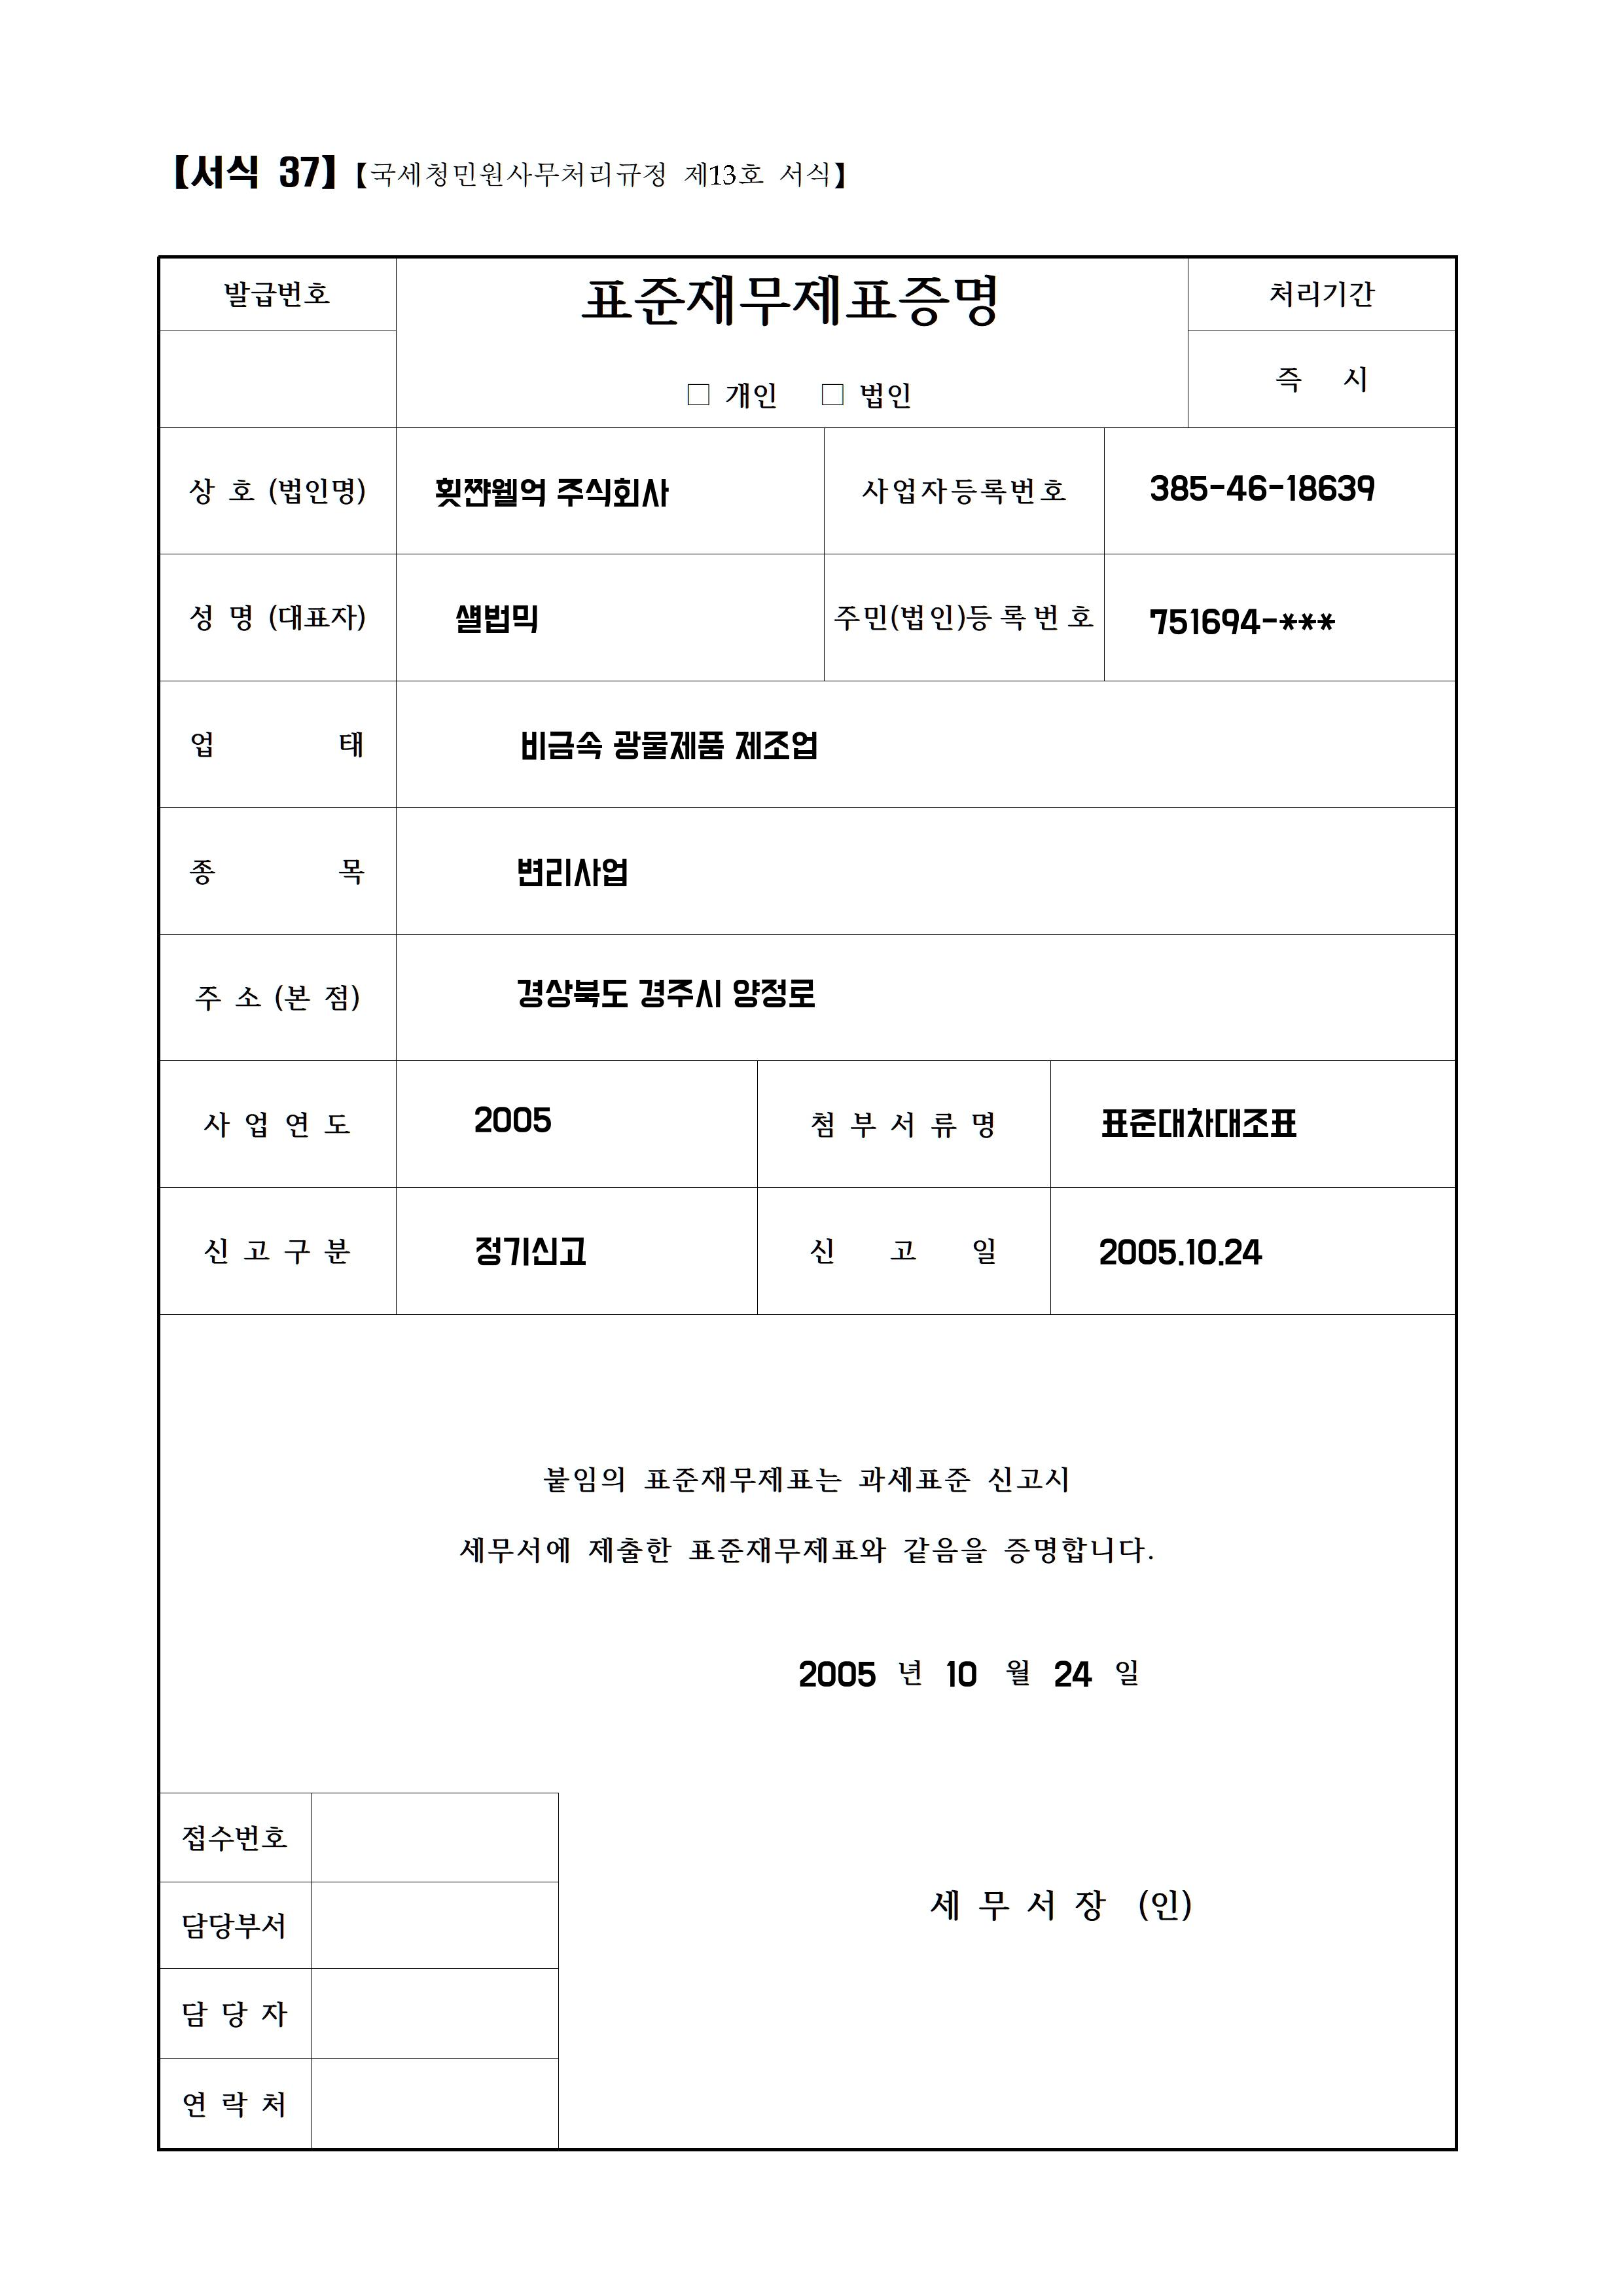 【서식 37】【국세청민원사무처리규정 제13호 서식】
발급번호
표준재무제표증명
처리기간
즉 시
□ 개인 □ 법인
상 호 (법인명) 횟쨘웰억 주식회사 사업자등록번호 385-46-18639
성 명 (대표자) 섈법믹 주민(법인)등록번호 751694-***
업 태 비금속 광물제품 제조업
종 목 변리사업
주 소 (본 점) 경상북도 경주시 양정로
사 업 연 도 2005 첨 부 서 류 명 표준대차대조표
신 고 구 분 정기신고 신 고 일 2005.10.24
붙임의 표준재무제표는 과세표준 신고시
세무서에 제출한 표준재무제표와 같음을 증명합니다.
2005 년 10 월 24 일
접수번호
담당부서
세 무 서 장 (인)
담 당 자
연 락 처